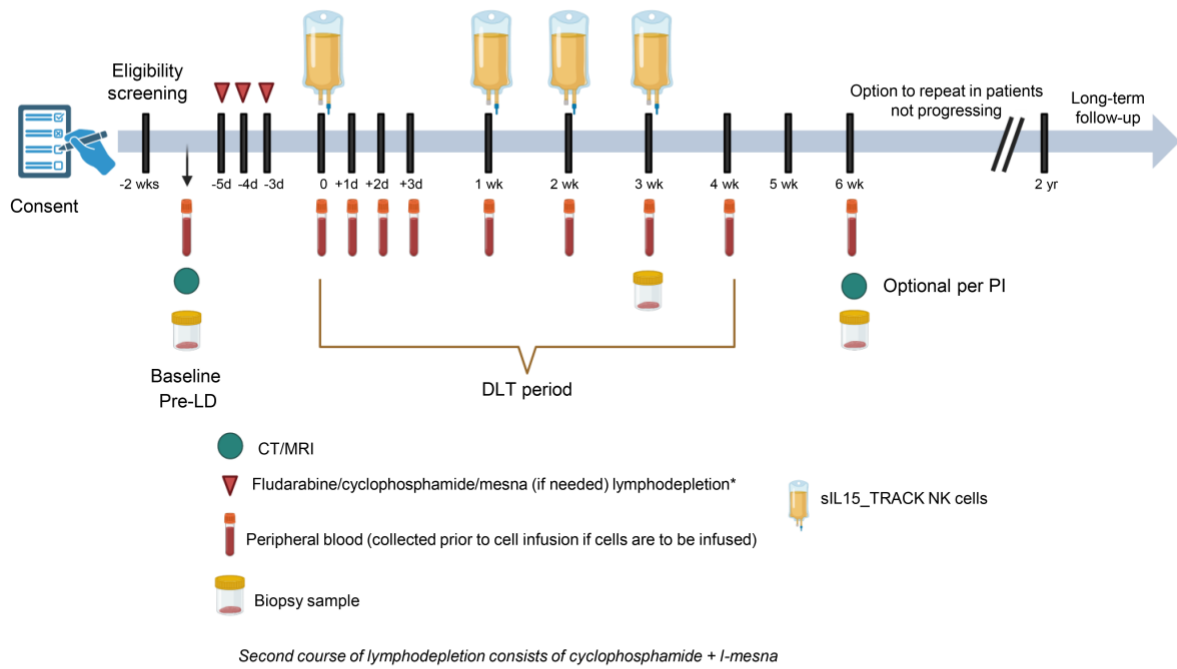 Eligibility
screening
Option to repeat in patients
not progressing
Long-term
follow-up
Consent
-2 wks
-5d
-4d
-3d
0
+1d
+2d
+3d
1 wk
2 wk
3 wk
4 wk
5 wk
6 wk
2 yr
Optional per PI
Baseline
Pre-LD
DLT period
CT/MRI
Fludarabine/cyclophosphamide/mesna (if needed) lymphodepletion*
sIL15_TRACK NK cells
Peripheral blood (collected prior to cell infusion if cells are to be infused)
Biopsy sample
Second course of lymphodepletion consists of cyclophosphamide + /-mesna